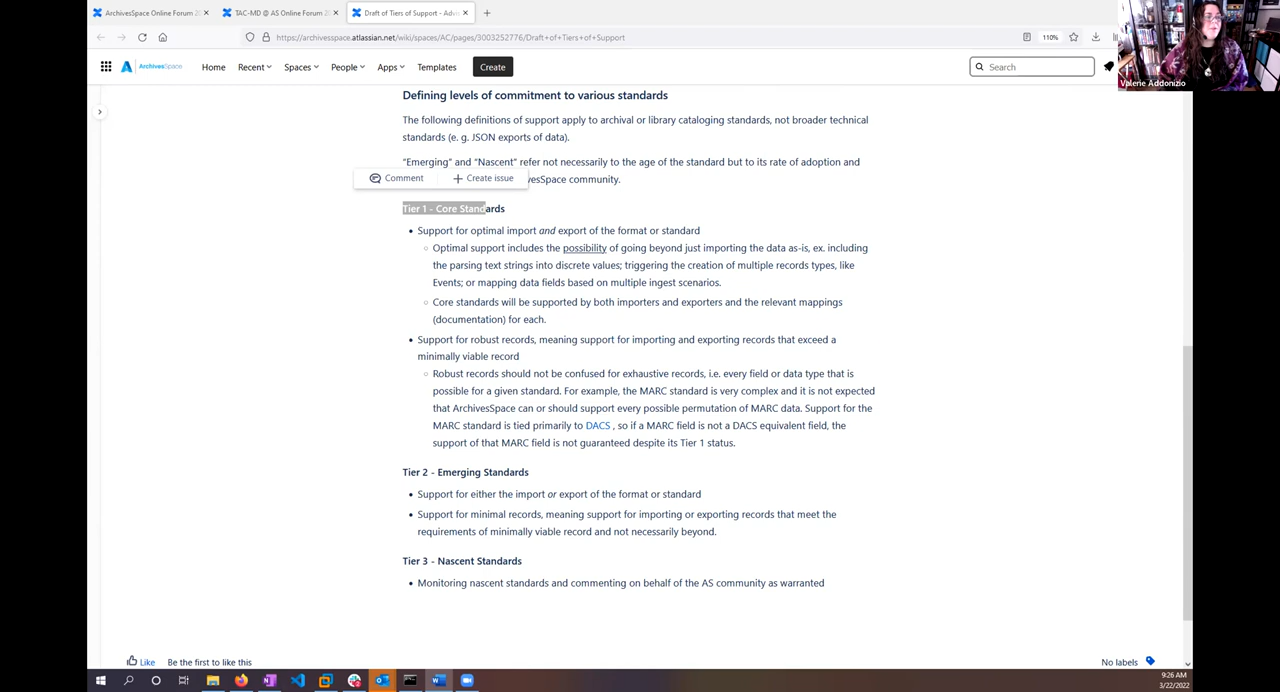 ArchivesSpace Online Forum 20
TAC-MD @ AS Online Forum 202
Draft of Tiers of Support - Advis
https://archivesspace.atlassian.net/wiki/spaces/AC/pages/3003252776/Draft+of+Tiers+of+Support
110%
ArchivesSpace
Home
Recent
Spaces
People
Apps
Templates
Create
Search
Valerie Addonizio
Defining levels of commitment to various standards
The following definitions of support apply to archival or library cataloging standards, not broader technical
standards (e. g. JSON exports of data).
“Emerging” and “Nascent” refer not necessarily to the age of the standard but to its rate of adoption and
Comment
Create issue
vesSpace community.
Tier 1 - Core Standards
• Support for optimal import and export of the format or standard
○ Optimal support includes the possibility of going beyond just importing the data as-is, ex. including
the parsing text strings into discrete values; triggering the creation of multiple records types, like
Events; or mapping data fields based on multiple ingest scenarios.
○ Core standards will be supported by both importers and exporters and the relevant mappings
(documentation) for each.
• Support for robust records, meaning support for importing and exporting records that exceed a
minimally viable record
○ Robust records should not be confused for exhaustive records, i.e. every field or data type that is
possible for a given standard. For example, the MARC standard is very complex and it is not expected
that ArchivesSpace can or should support every possible permutation of MARC data. Support for the
MARC standard is tied primarily to DACS , so if a MARC field is not a DACS equivalent field, the
support of that MARC field is not guaranteed despite its Tier 1 status.
Tier 2 - Emerging Standards
• Support for either the import or export of the format or standard
• Support for minimal records, meaning support for importing or exporting records that meet the
requirements of minimally viable record and not necessarily beyond.
Tier 3 - Nascent Standards
• Monitoring nascent standards and commenting on behalf of the AS community as warranted
Like
Be the first to like this
No labels
9:26 AM
3/22/2022